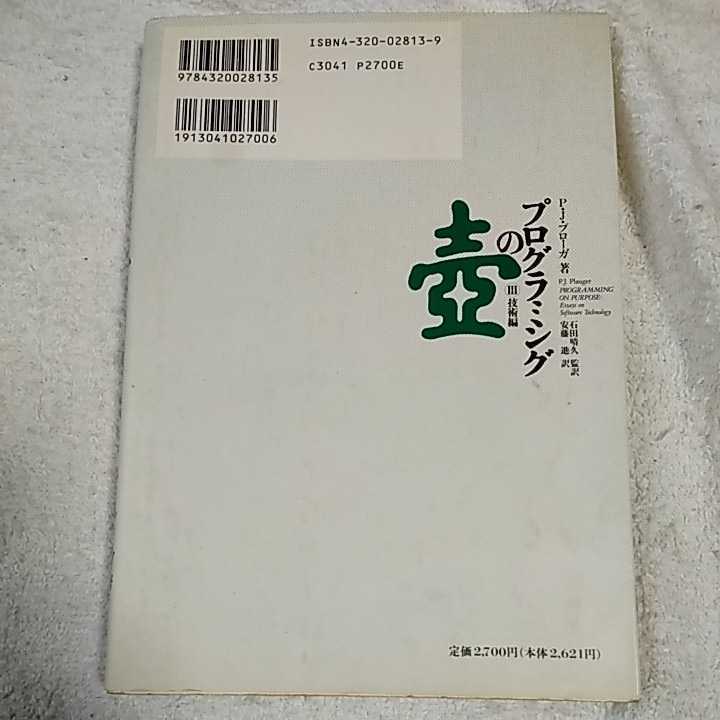 ISBN4-320-02813-9
C3041 P2700E
9784320028135
1913041027006
P・J・プローガ 著
P.J. Plauger
PROGRAMMING
ON PURPOSE:
Essays on
Software Technology
石田晴久 監訳
安藤 進 訳
プログラミング
の
壺
III 技術編
定価2,700円(本体2,621円)